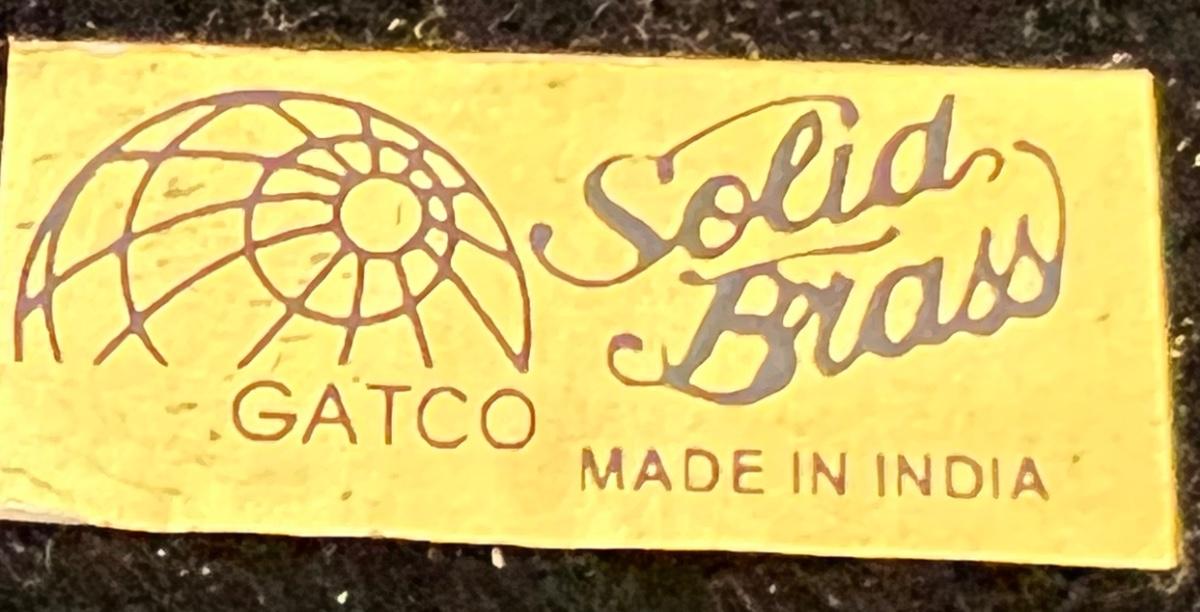 GATCO
Solid
Brass
MADE IN INDIA